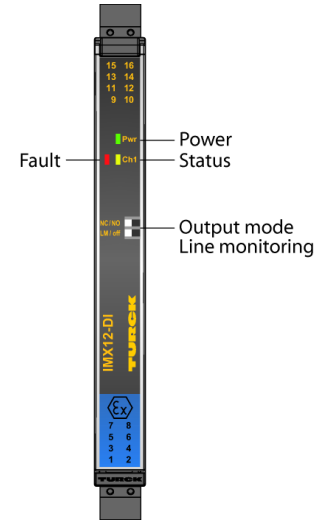 15 16
13 14
11 12
9 10
Pwr
Power
Fault
Ch1
Status
NC/NO
Output mode
LM/off
Line monitoring
IMX12-DI
TURCK
Ex
7 8
5 6
3 4
1 2
TURCK